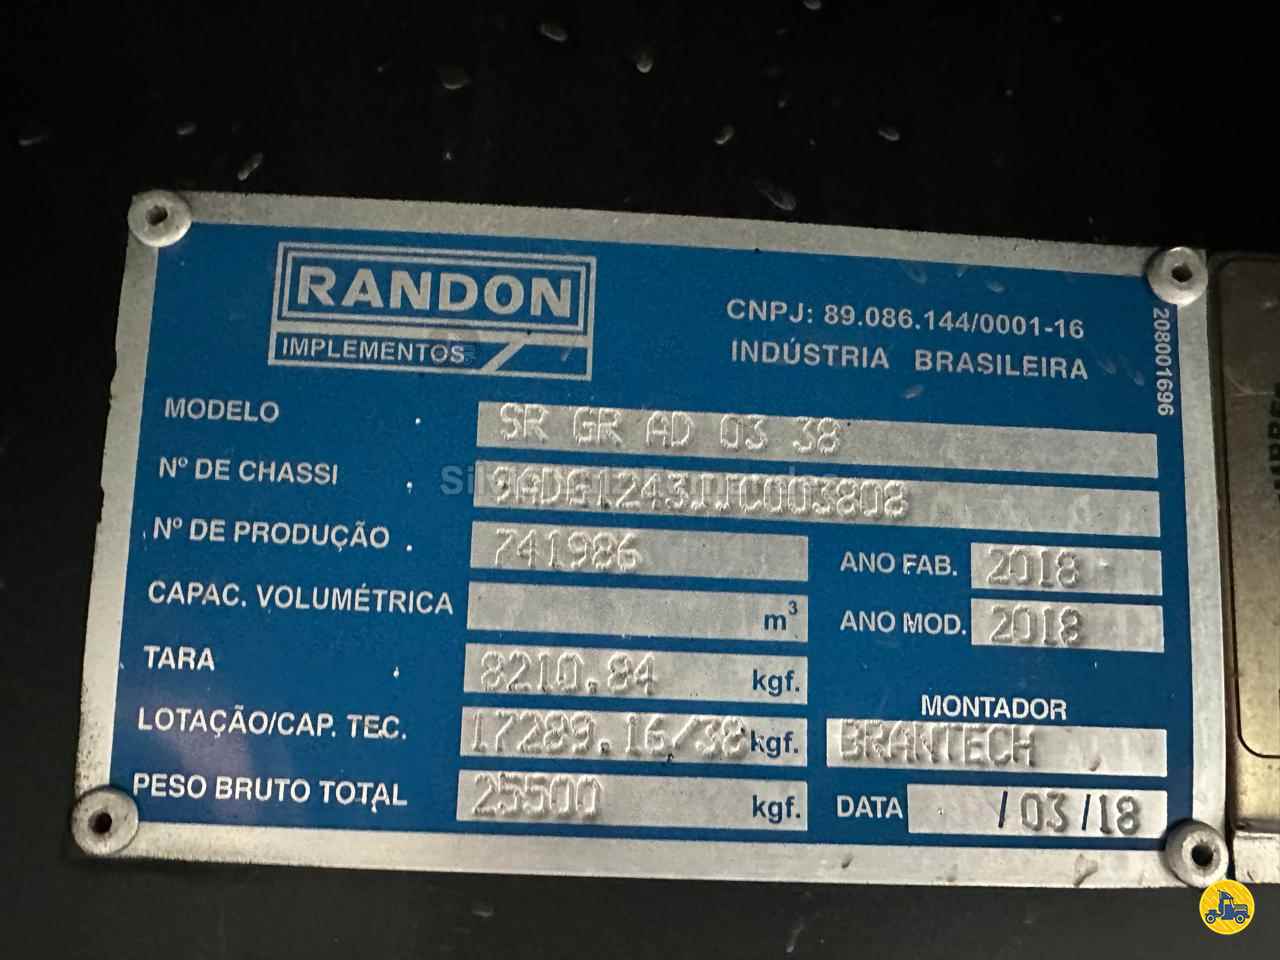 RANDON
IMPLEMENTOS
CNPJ: 89.086.144/0001-16
INDÚSTRIA BRASILEIRA
208001696
MODELO SR GR AD 03 38
Nº DE CHASSI 9ADG1243JJC003808
Nº DE PRODUÇÃO 741986 ANO FAB. 2018
CAPAC. VOLUMÉTRICA m³ ANO MOD. 2018
TARA 8210.84 kgf.
MONTADOR
LOTAÇÃO/CAP. TEC. 17289.16/38 kgf. BRANTECH
PESO BRUTO TOTAL 25500 kgf. DATA /03/18